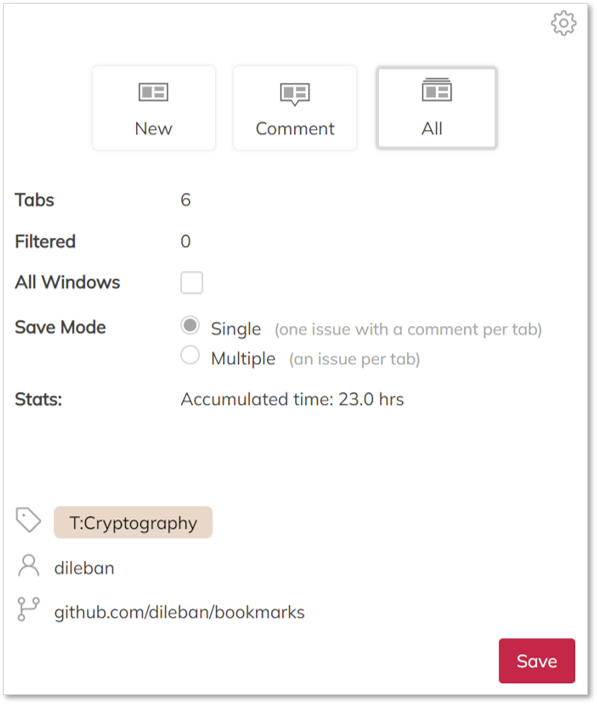 New Comment All
Tabs 6
Filtered 0
All Windows
Save Mode Single (one issue with a comment per tab)
Multiple (an issue per tab)
Stats: Accumulated time: 23.0 hrs
T:Cryptography
dileban
github.com/dileban/bookmarks
Save